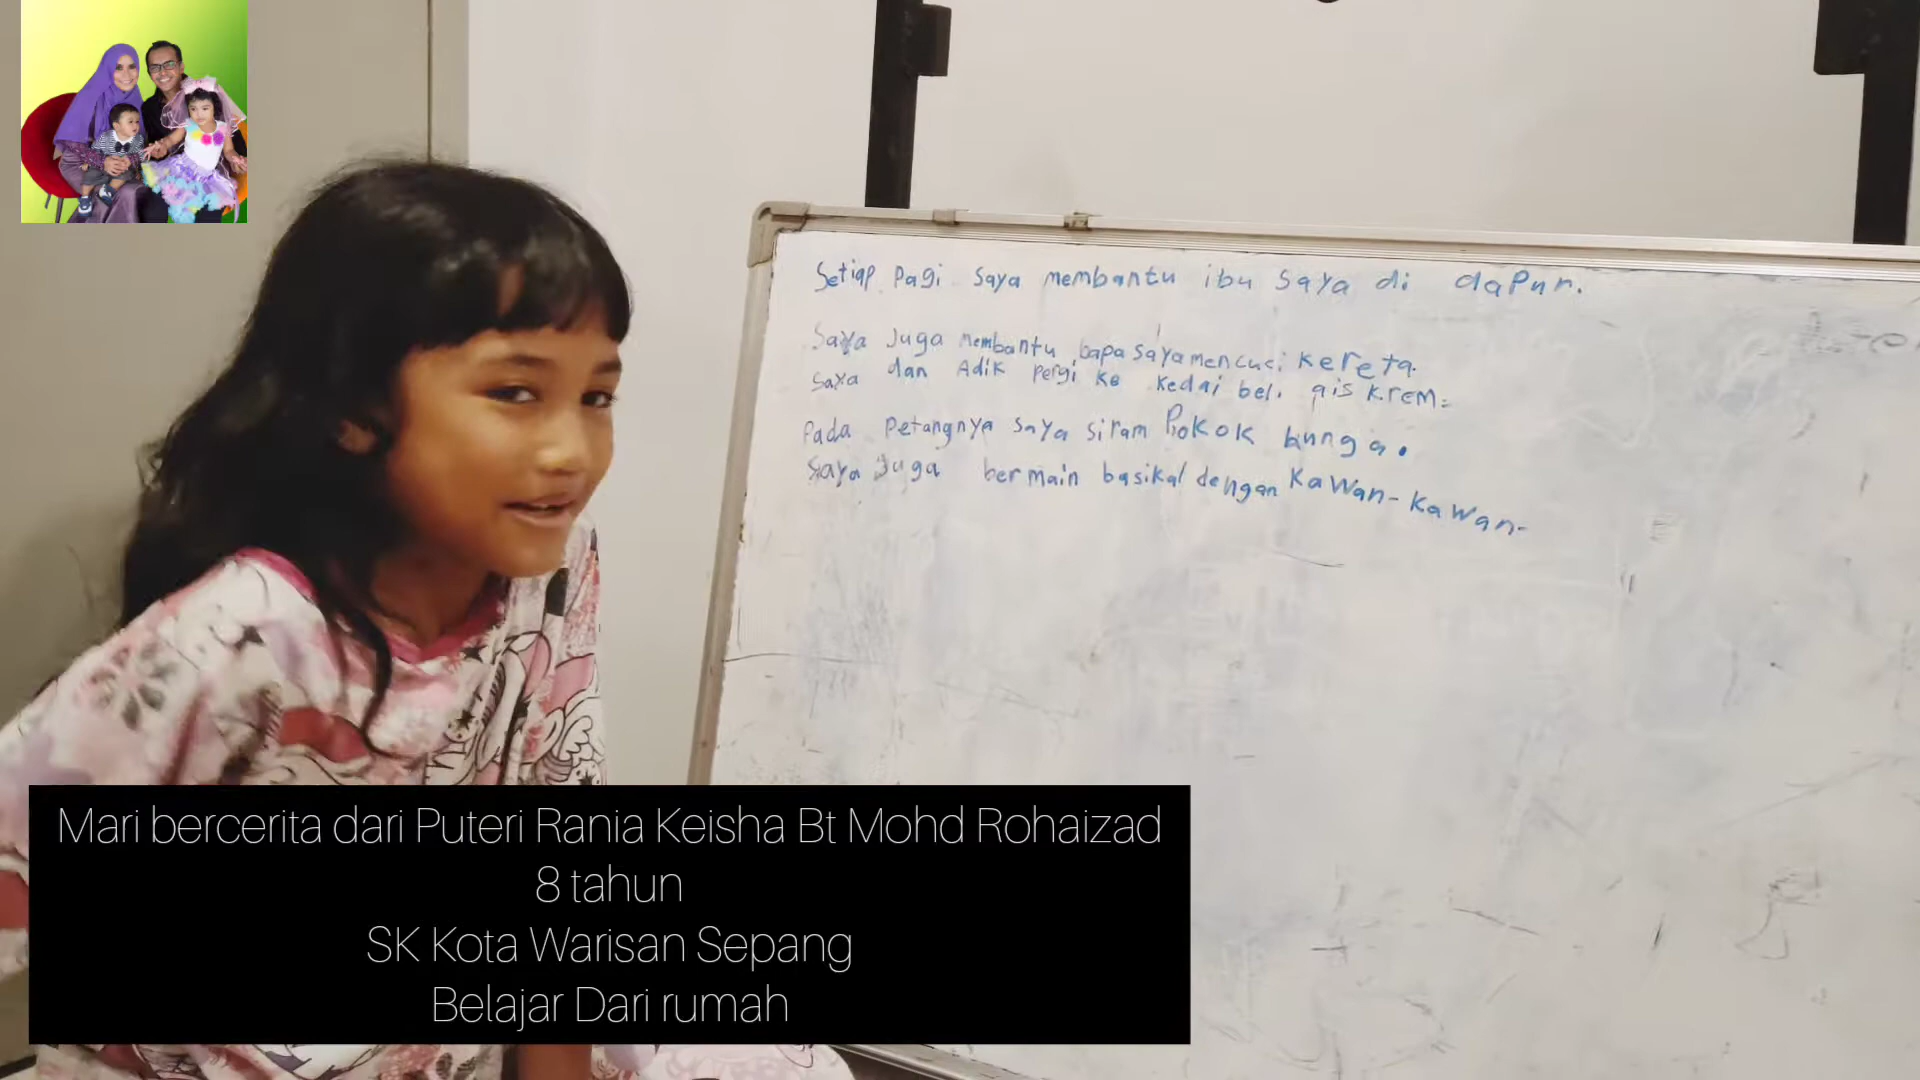 Setiap pagi saya membantu ibu saya di dapur.
Saya Juga membantu bapa saya mencuci kereta.
saya dan Adik pergi ke kedai beli ais krem.
Pada petangnya saya siram Pokok bunga.
Saya Juga bermain basikal dengan Kawan-Kawan-
Mari bercerita dari Puteri Rania Keisha Bt Mohd Rohaizad
8 tahun
SK Kota Warisan Sepang
Belajar Dari rumah